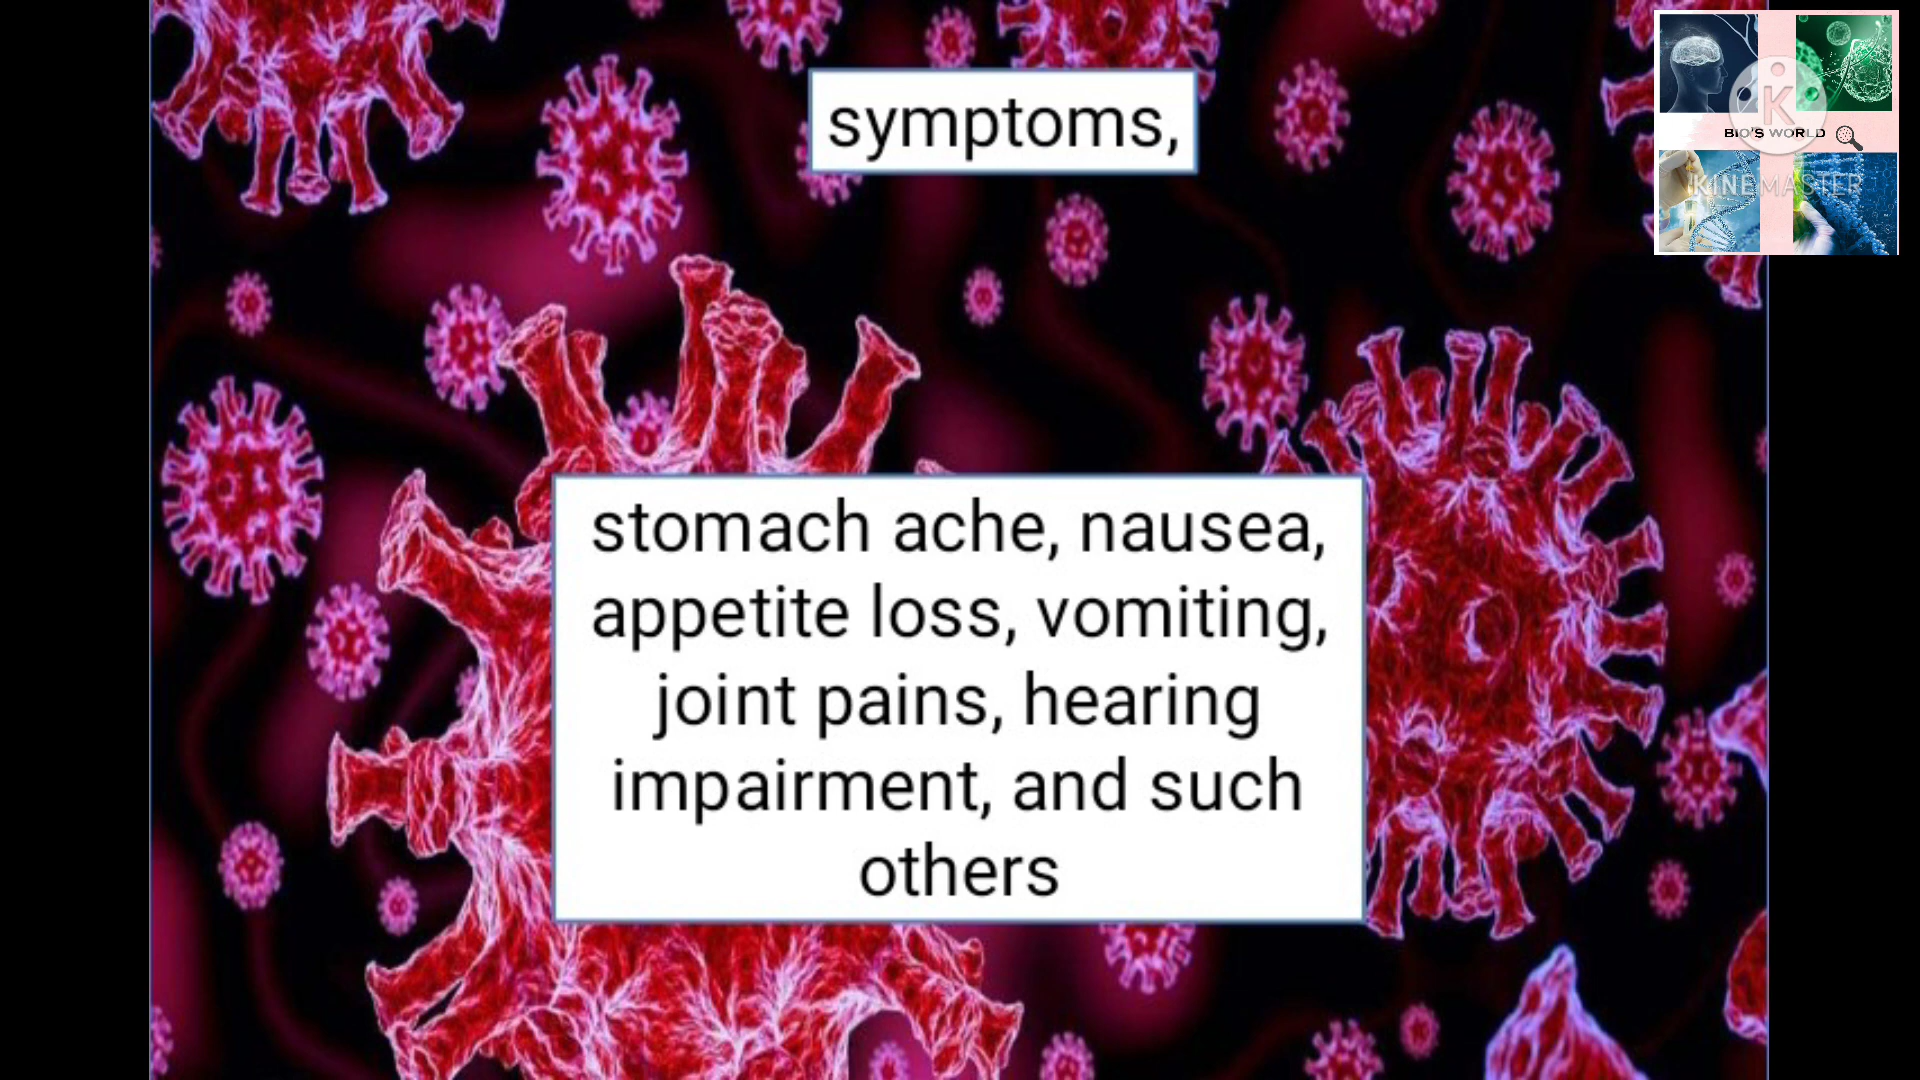 symptoms,
BIO'S WORLD
KINEMASTER
stomach ache, nausea,
appetite loss, vomiting,
joint pains, hearing
impairment, and such
others